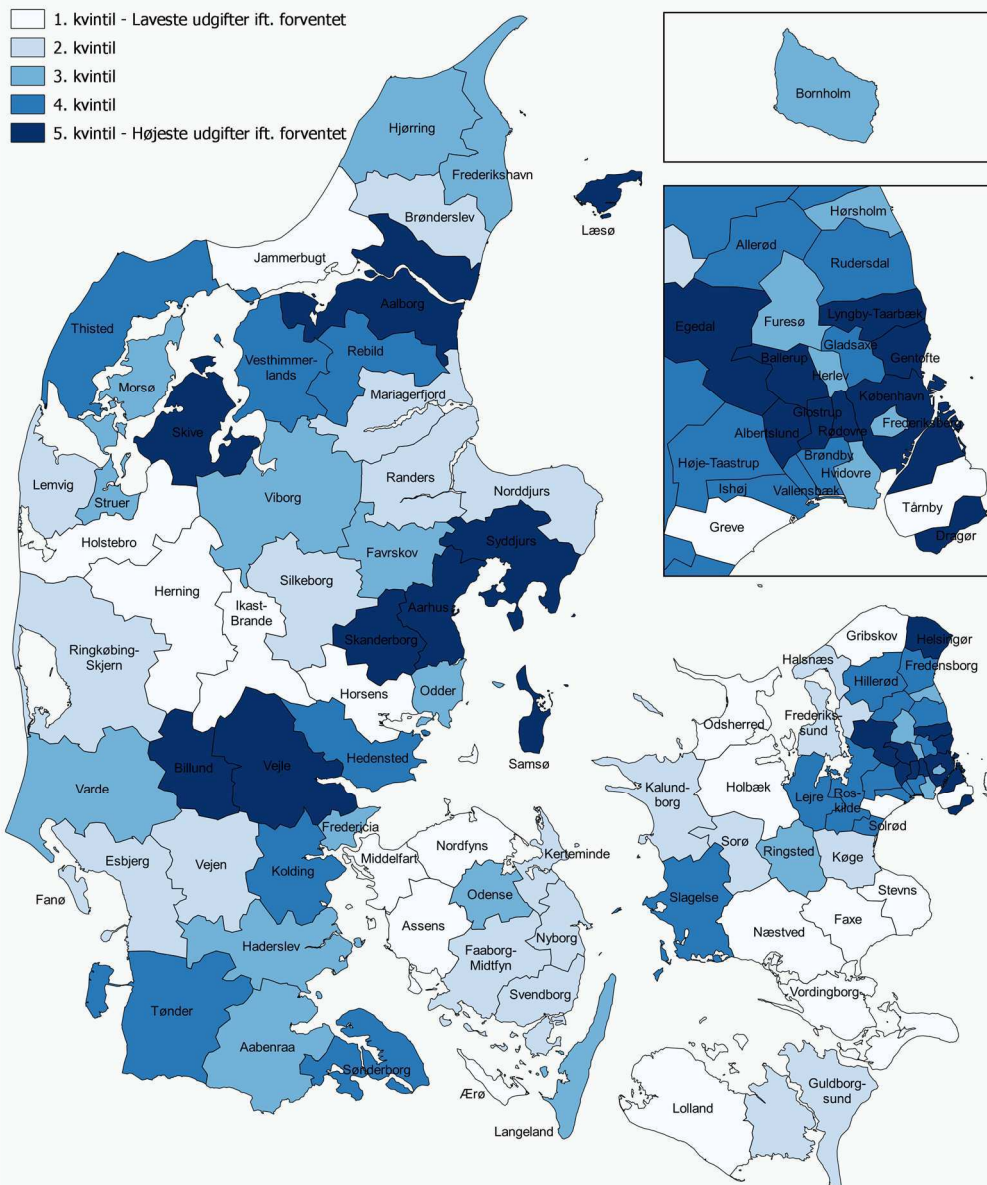 1. kvintil - Laveste udgifter ift. forventet
2. kvintil
3. kvintil
4. kvintil
5. kvintil - Højeste udgifter ift. forventet
Bornholm
Hjørring
Frederikshavn
Brønderslev
Læsø
Jammerbugt
Aalborg
Thisted
Vesthimmer-
lands
Rebild
Morsø
Mariagerfjord
Skive
Lemvig
Struer
Viborg
Randers
Norddjurs
Holstebro
Favrskov
Syddjurs
Herning
Silkeborg
Ikast-
Brande
Aarhus
Skanderborg
Ringkøbing-
Skjern
Horsens
Odder
Samsø
Hedensted
Billund
Vejle
Varde
Fredericia
Middelfart
Nordfyns
Kerteminde
Esbjerg
Vejen
Kolding
Fanø
Odense
Assens
Haderslev
Faaborg-
Midtfyn
Nyborg
Svendborg
Tønder
Aabenraa
Sønderborg
Ærø
Langeland
Hørsholm
Allerød
Rudersdal
Egedal
Furesø
Lyngby-Taarbæk
Gladsaxe
Ballerup
Gentofte
Herlev
København
Glostrup
Frederiksberg
Albertslund
Rødovre
Brøndby
Høje-Taastrup
Hvidovre
Ishøj
Vallensbæk
Greve
Tårnby
Dragør
Gribskov
Helsingør
Halsnæs
Fredensborg
Hillerød
Odsherred
Frederiks-
sund
Kalund-
borg
Holbæk
Lejre
Ros-
kilde
Solrød
Sorø
Ringsted
Køge
Slagelse
Stevns
Næstved
Faxe
Vordingborg
Guldborg-
sund
Lolland